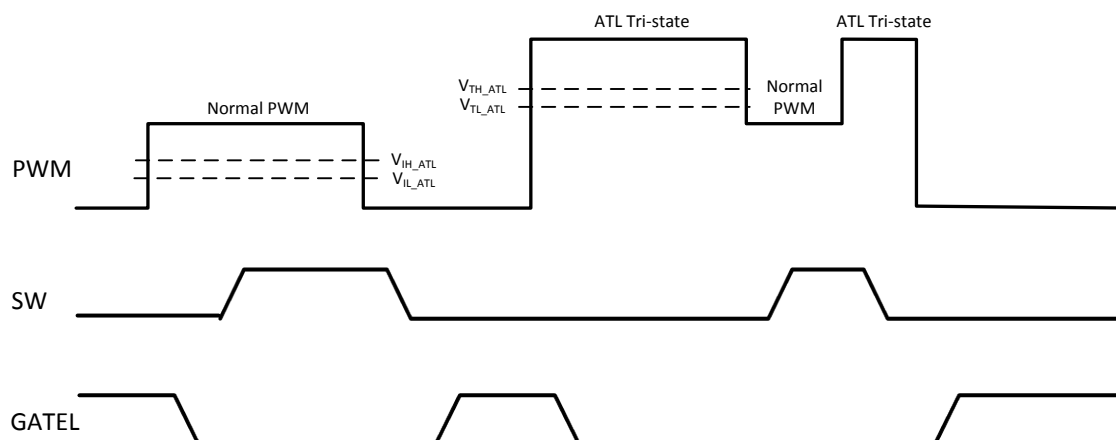 ATL Tri-state
ATL Tri-state
V_TH_ATL
V_TL_ATL
Normal
PWM
Normal PWM
V_IH_ATL
V_IL_ATL
PWM
SW
GATEL